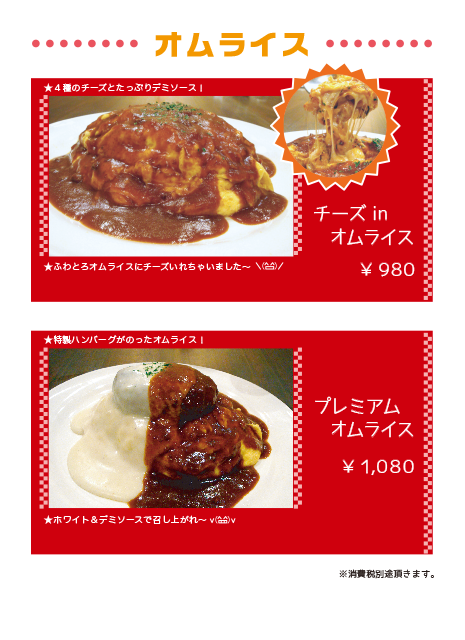 オムライス
★４種のチーズとたっぷりデミソース！
チーズ in
オムライス
￥980
★ふわとろオムライスにチーズいれちゃいました〜
★特製ハンバーグがのったオムライス！
プレミアム
オムライス
￥1,080
★ホワイト＆デミソースで召し上がれ〜
※消費税別途頂きます。